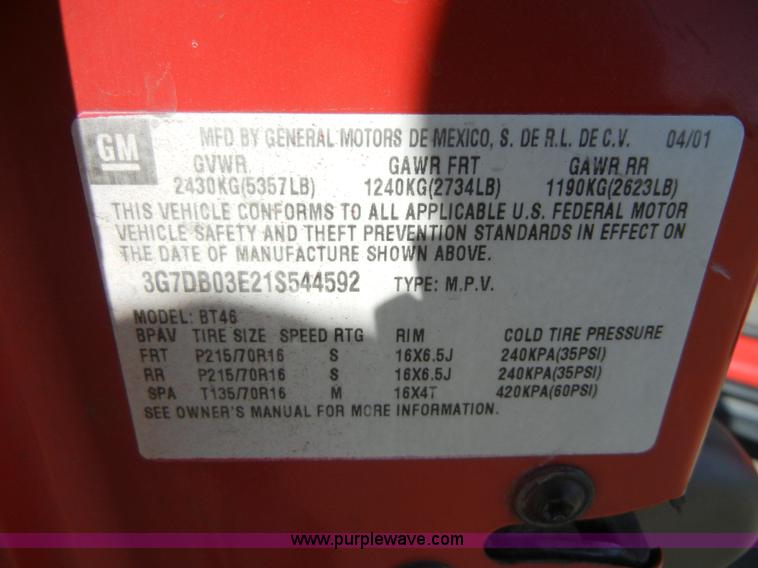 GM MFD BY GENERAL MOTORS DE MEXICO, S. DE R.L. DE C.V. 04/01
GVWR GAWR FRT GAWR RR
2430KG(5357LB) 1240KG(2734LB) 1190KG(2623LB)
THIS VEHICLE CONFORMS TO ALL APPLICABLE U.S. FEDERAL MOTOR
VEHICLE SAFETY AND THEFT PREVENTION STANDARDS IN EFFECT ON
THE DATE OF MANUFACTURE SHOWN ABOVE.
3G7DB03E21S544592 TYPE: M.P.V.
MODEL: BT46
BPAV TIRE SIZE SPEED RTG RIM COLD TIRE PRESSURE
FRT P215/70R16 S 16X6.5J 240KPA(35PSI)
RR P215/70R16 S 16X6.5J 240KPA(35PSI)
SPA T135/70R16 M 16X4T 420KPA(60PSI)
SEE OWNER'S MANUAL FOR MORE INFORMATION.
www.purplewave.com